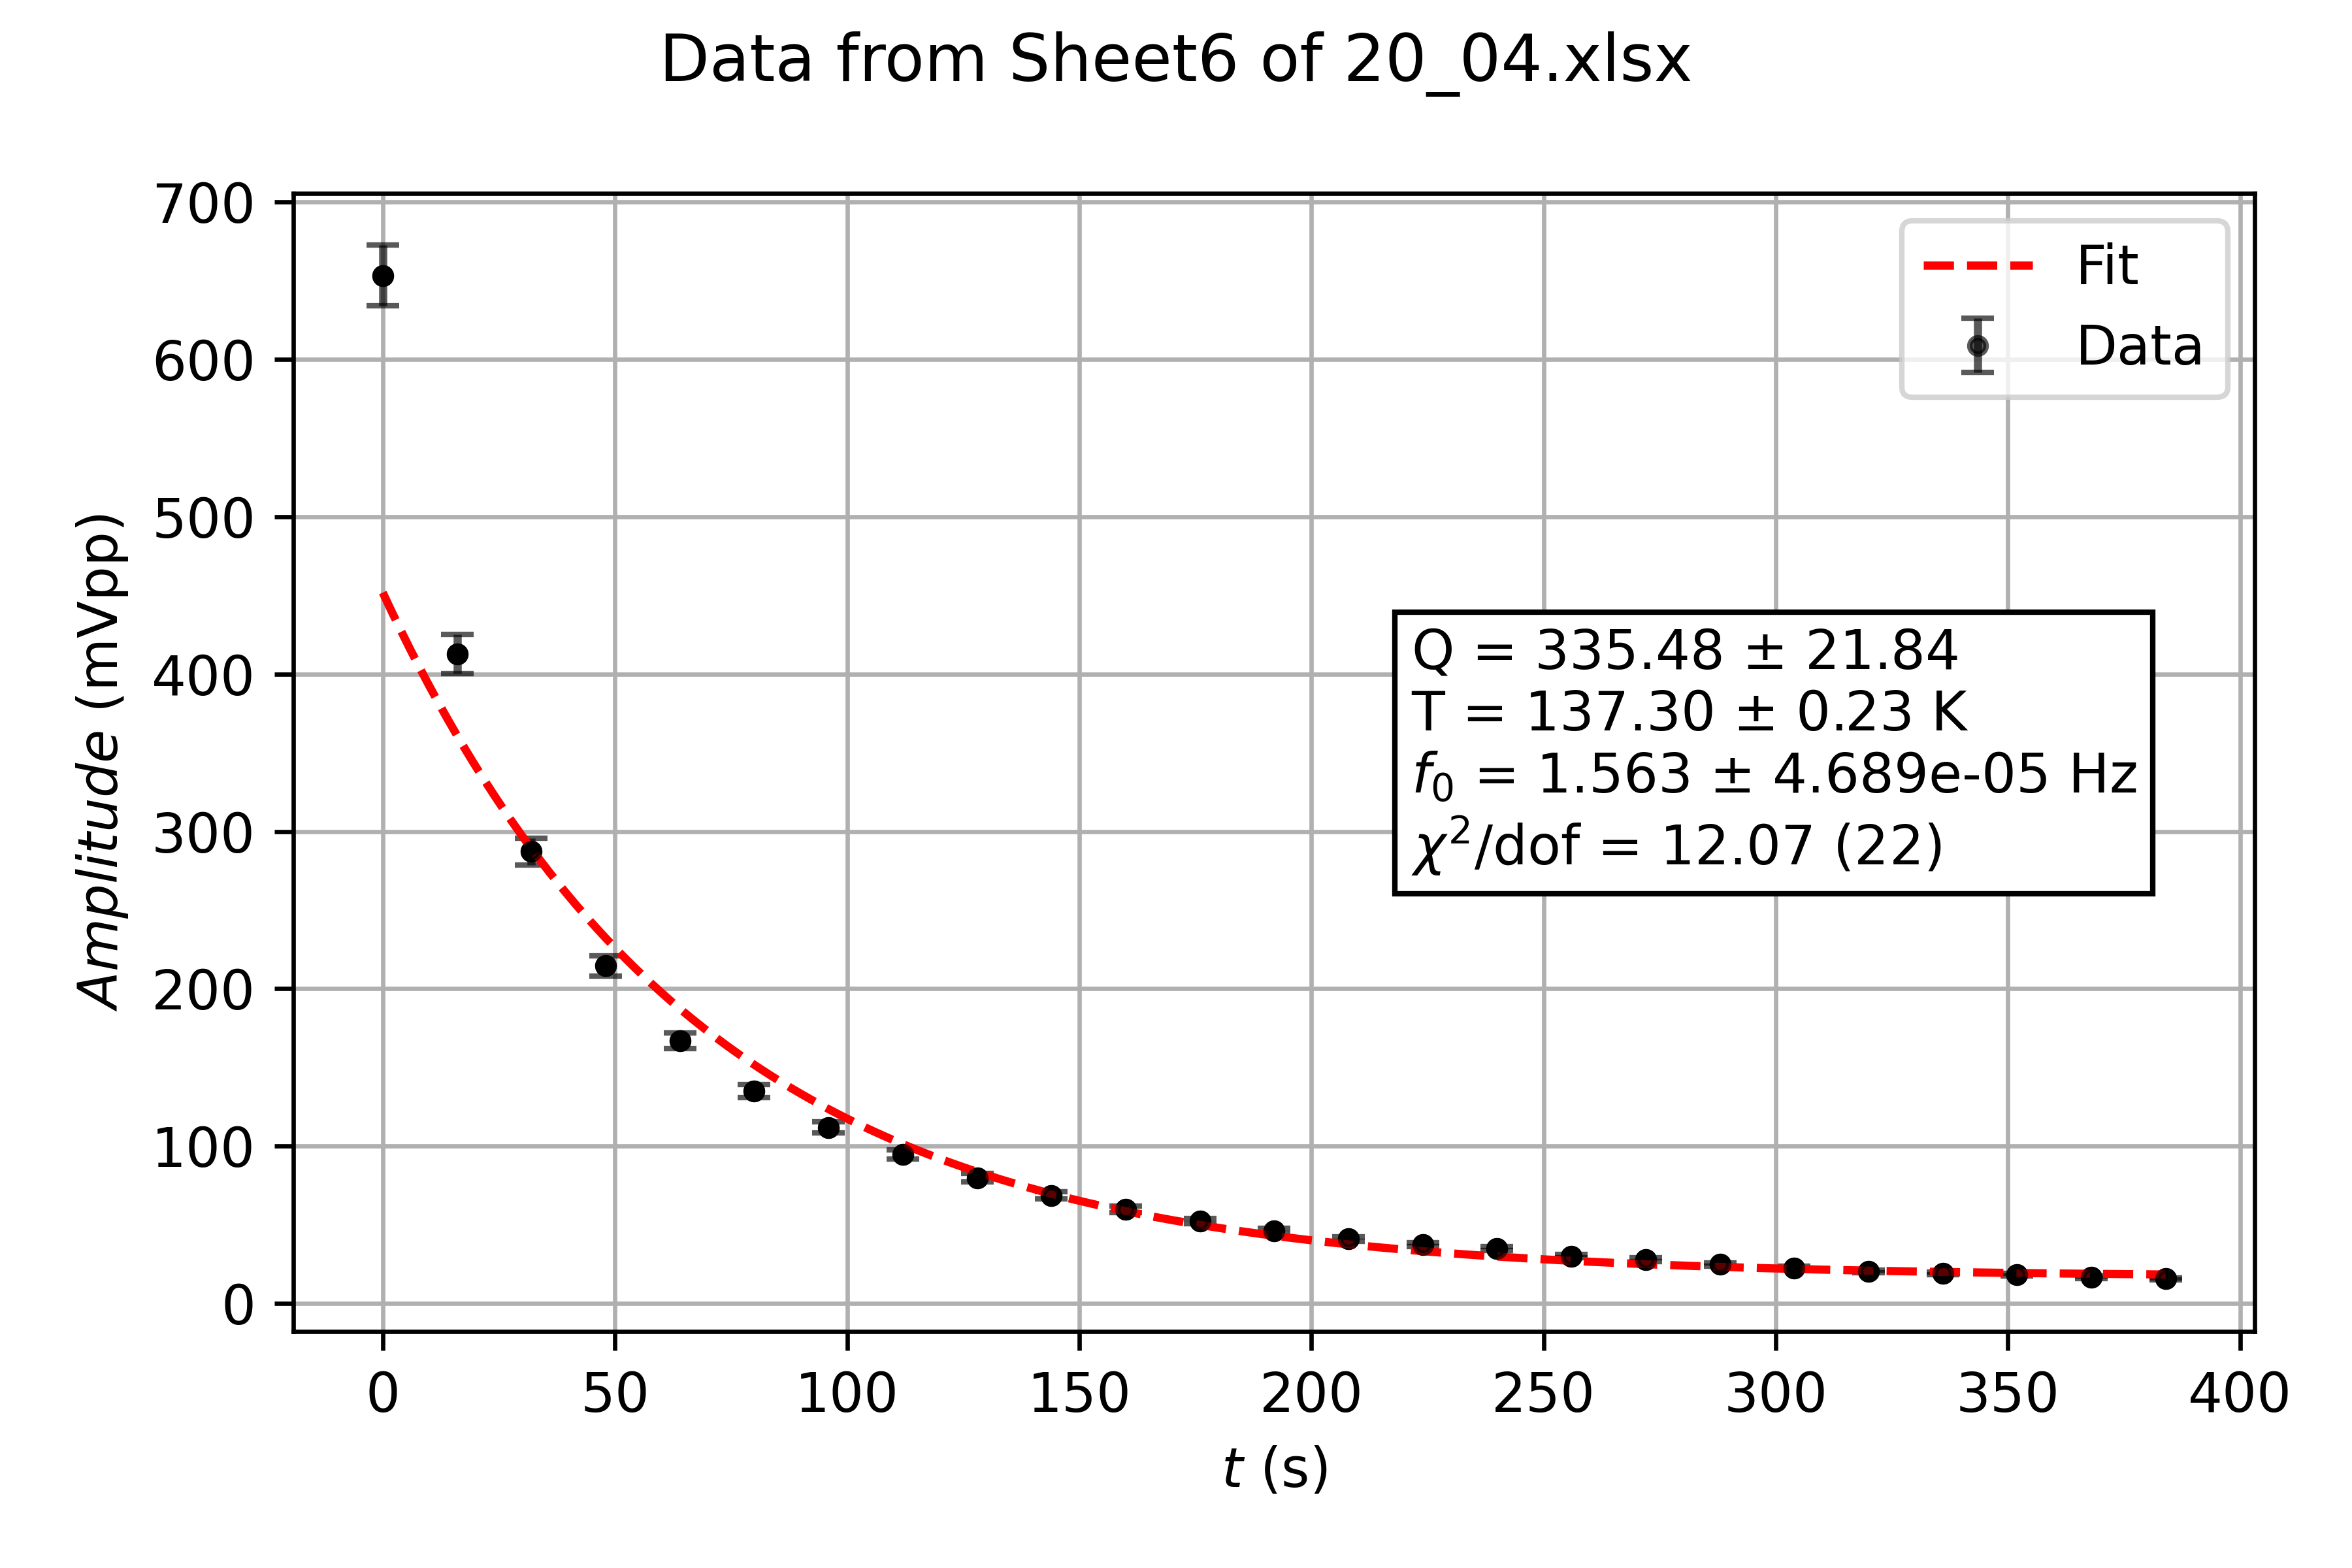 Data from Sheet6 of 20_04.xlsx
700
600
500
400
300
200
100
0
Amplitude (mVpp)
Fit
Data
Q = 335.48 ± 21.84
T = 137.30 ± 0.23 K
f₀ = 1.563 ± 4.689e-05 Hz
χ²/dof = 12.07 (22)
0 50 100 150 200 250 300 350 400
t (s)